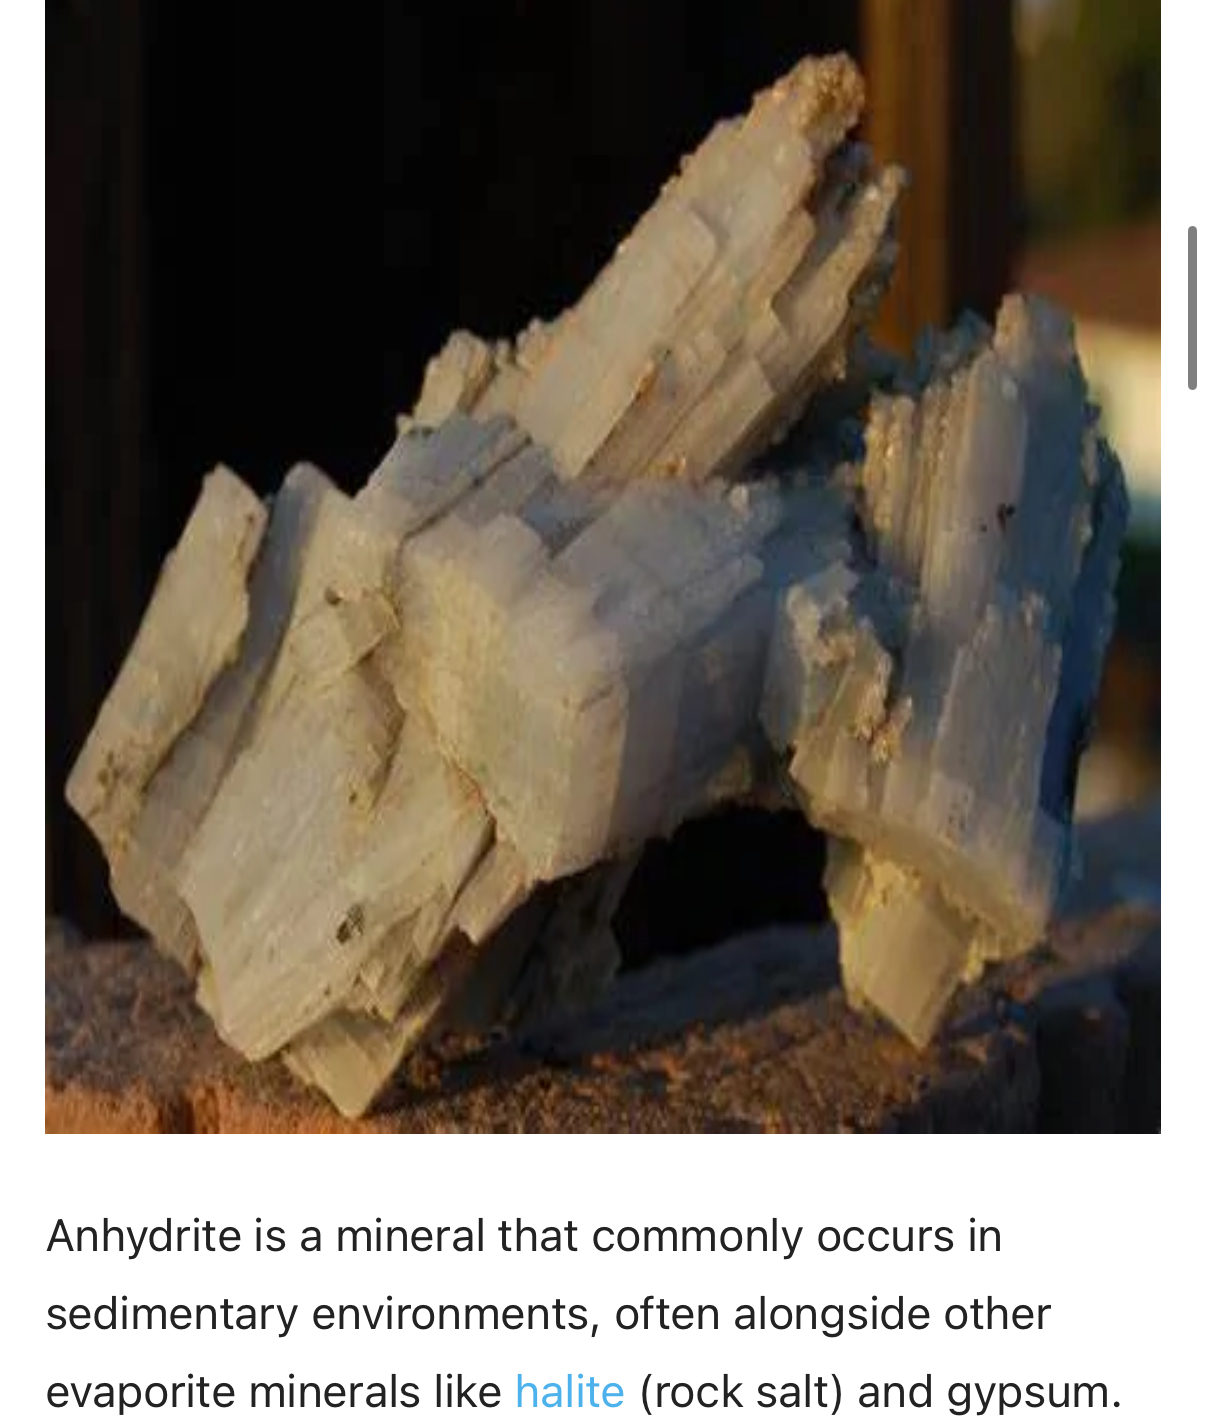 Anhydrite is a mineral that commonly occurs in
sedimentary environments, often alongside other
evaporite minerals like halite (rock salt) and gypsum.